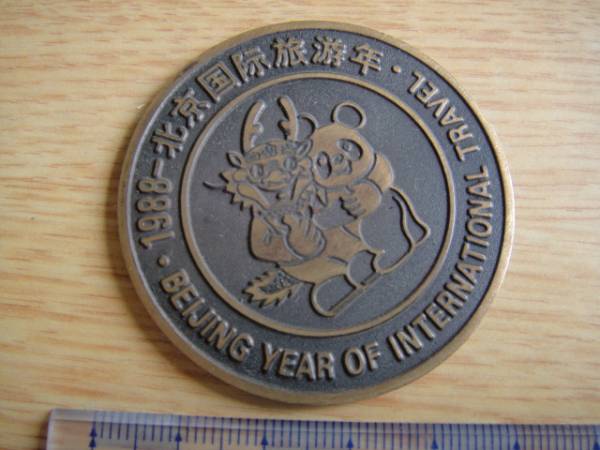 1988-北京国际旅游年
BEIJING YEAR OF INTERNATIONAL TRAVEL